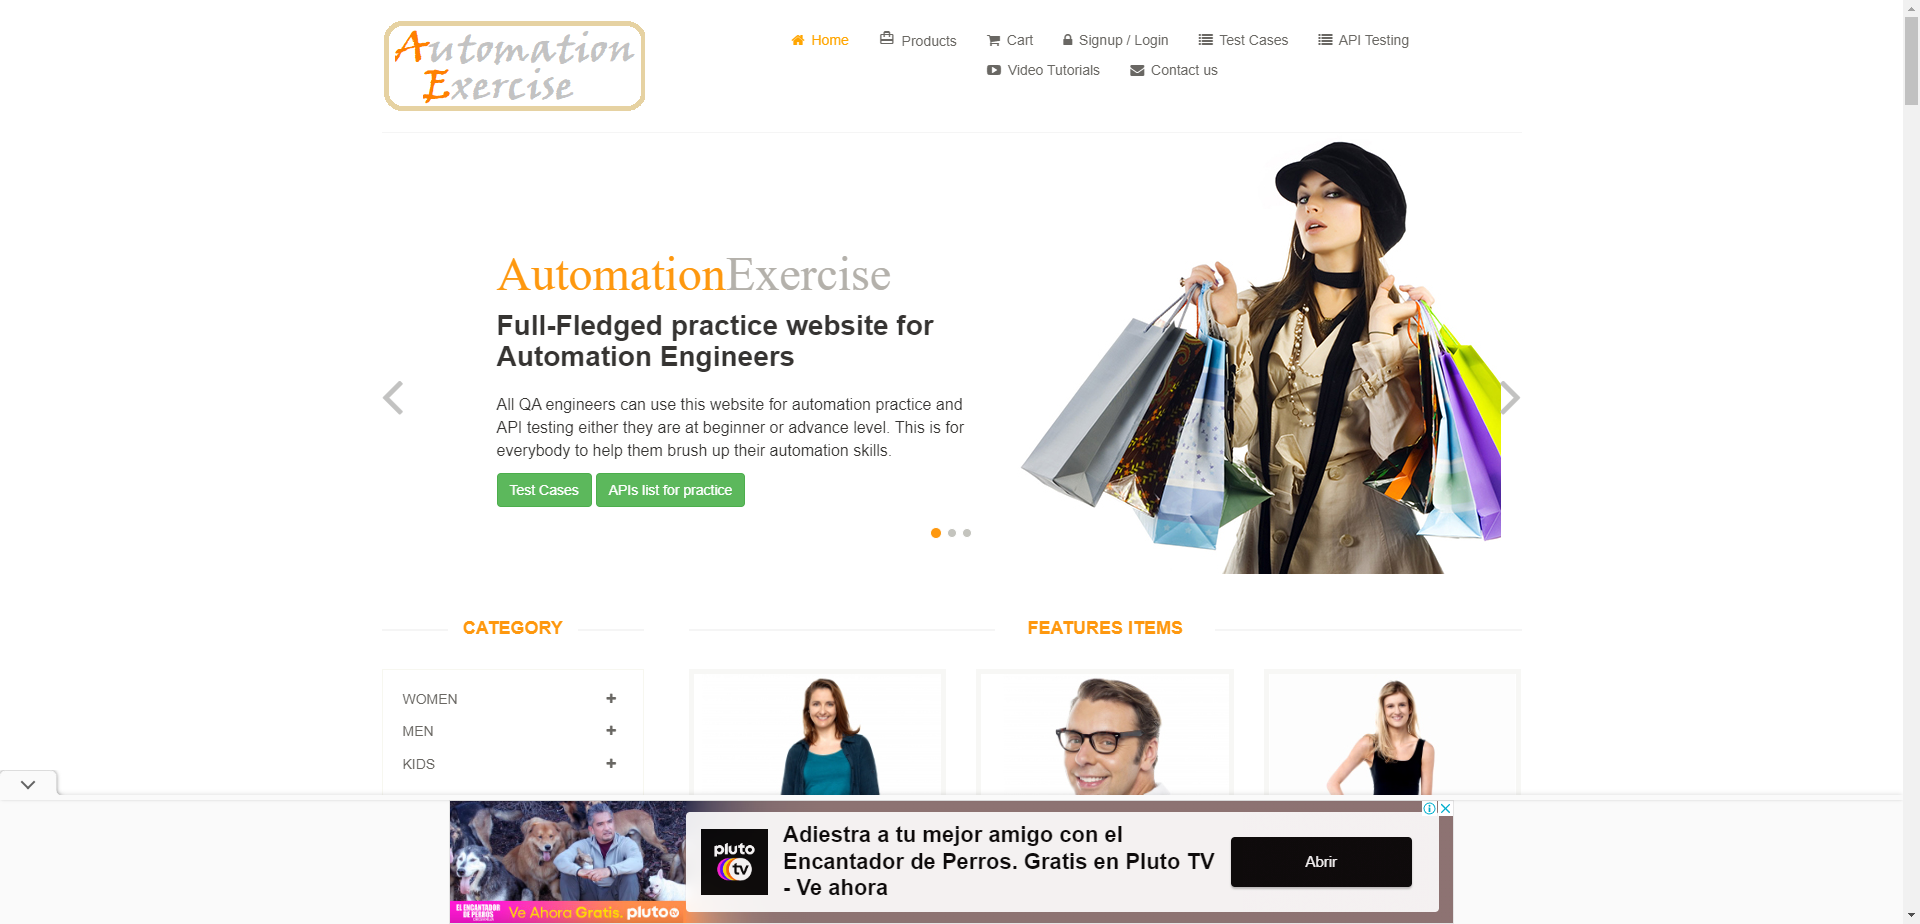 Automation
Exercise
Home
Products
Cart
Signup / Login
Test Cases
API Testing
Video Tutorials
Contact us
AutomationExercise
Full-Fledged practice website for
Automation Engineers
All QA engineers can use this website for automation practice and
API testing either they are at beginner or advance level. This is for
everybody to help them brush up their automation skills.
Test Cases
APIs list for practice
CATEGORY
FEATURES ITEMS
WOMEN
MEN
KIDS
Adiestra a tu mejor amigo con el
Encantador de Perros. Gratis en Pluto TV
- Ve ahora
pluto
tv
Abrir
EL ENCANTADOR
DE PERROS
Ve Ahora Gratis. pluto tv